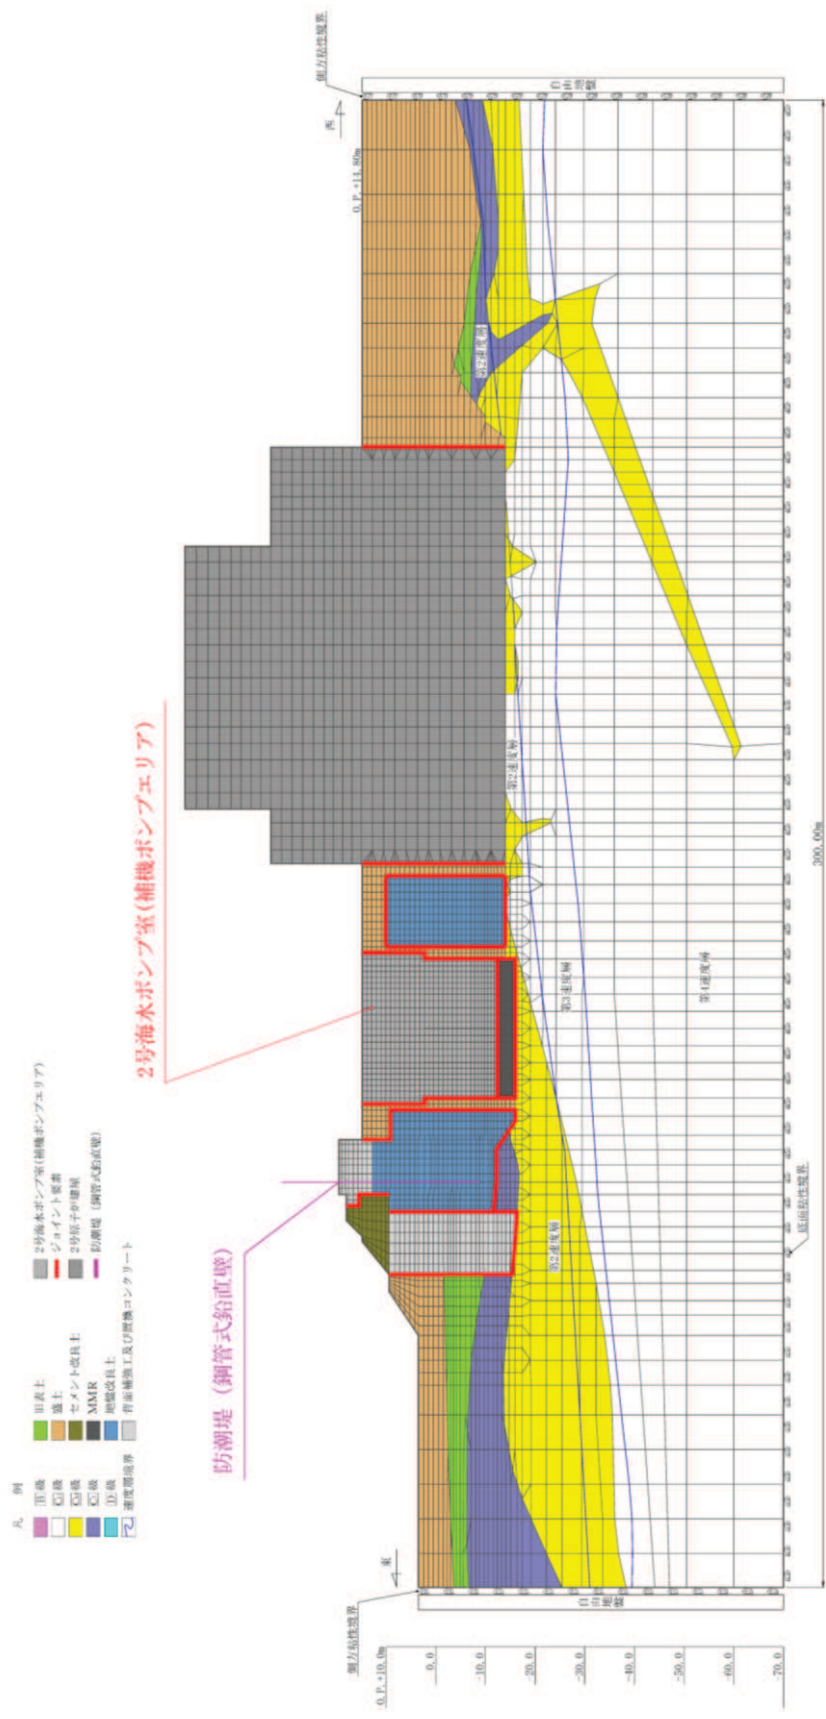 凡　例
B級
CH級
CM級
CL級
D級
速度層境界
旧表土
盛土
セメント改良土
MMR
地盤改良土
背面補強工及び置換コンクリート
2号海水ポンプ室(補機ポンプエリア)
ジョイント要素
2号原子炉建屋
防潮堤（鋼管式鉛直壁）
2号海水ポンプ室(補機ポンプエリア)
防潮堤（鋼管式鉛直壁）
側方粘性境界
東
O.P.+10.0m
0.0
-10.0
-20.0
-30.0
-40.0
-50.0
-60.0
-70.0
自由地盤
側方粘性境界
西
O.P.+14.80m
自由地盤
第2速度層
第2速度層
第2速度層
第3速度層
第4速度層
底面粘性境界
300.00m